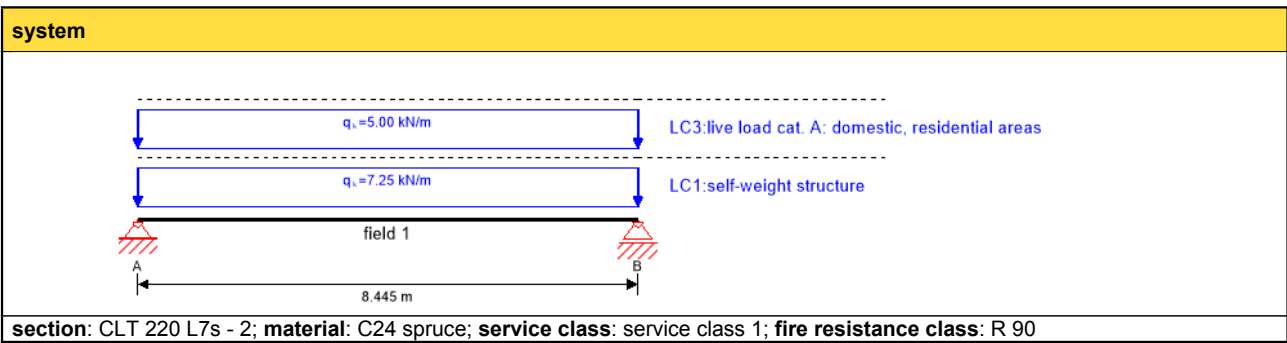 system
qₖ=5.00 kN/m
LC3:live load cat. A: domestic, residential areas
qₖ=7.25 kN/m
LC1:self-weight structure
field 1
A
B
8.445 m
section: CLT 220 L7s - 2; material: C24 spruce; service class: service class 1; fire resistance class: R 90